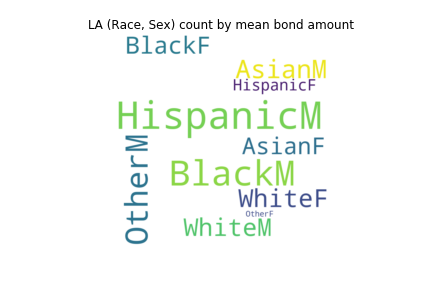 LA (Race, Sex) count by mean bond amount
BlackF
AsianM
HispanicF
HispanicM
AsianF
OtherM
BlackM
WhiteF
OtherF
WhiteM